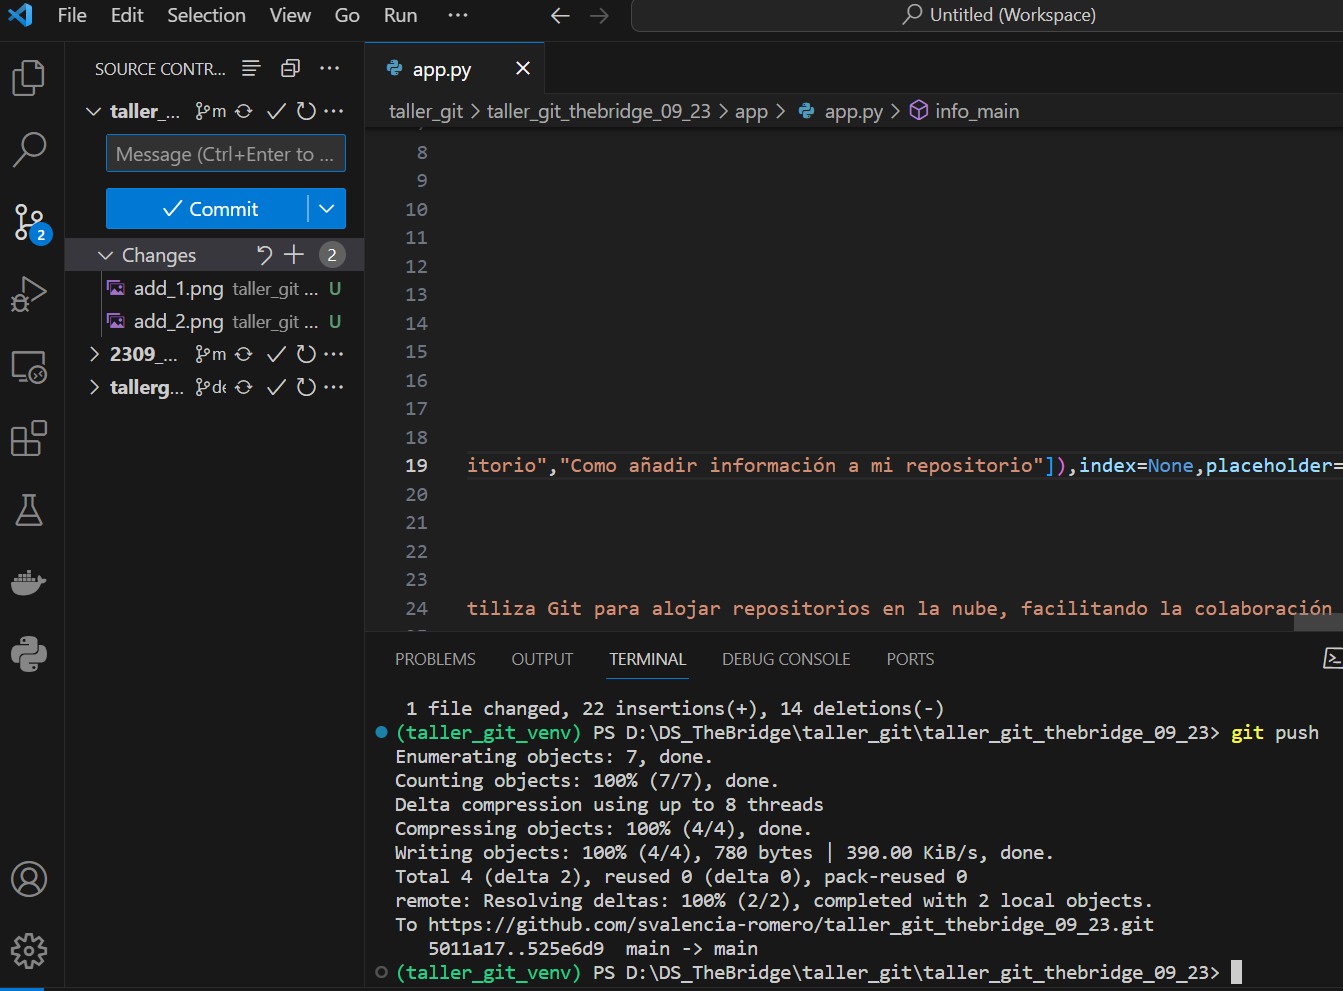 File Edit Selection View Go Run ···
Untitled (Workspace)
SOURCE CONTR...
app.py
taller_... m
taller_git > taller_git_thebridge_09_23 > app > app.py > info_main
Message (Ctrl+Enter to ...
Commit
2
Changes 2
add_1.png taller_git ... U
add_2.png taller_git ... U
2309_... m
tallerg... de
8
9
10
11
12
13
14
15
16
17
18
19 itorio","Como añadir información a mi repositorio"]),index=None,placeholder=
20
21
22
23
24 tiliza Git para alojar repositorios en la nube, facilitando la colaboración
PROBLEMS OUTPUT TERMINAL DEBUG CONSOLE PORTS
1 file changed, 22 insertions(+), 14 deletions(-)
(taller_git_venv) PS D:\DS_TheBridge\taller_git\taller_git_thebridge_09_23> git push
Enumerating objects: 7, done.
Counting objects: 100% (7/7), done.
Delta compression using up to 8 threads
Compressing objects: 100% (4/4), done.
Writing objects: 100% (4/4), 780 bytes | 390.00 KiB/s, done.
Total 4 (delta 2), reused 0 (delta 0), pack-reused 0
remote: Resolving deltas: 100% (2/2), completed with 2 local objects.
To https://github.com/svalencia-romero/taller_git_thebridge_09_23.git
5011a17..525e6d9 main -> main
(taller_git_venv) PS D:\DS_TheBridge\taller_git\taller_git_thebridge_09_23>